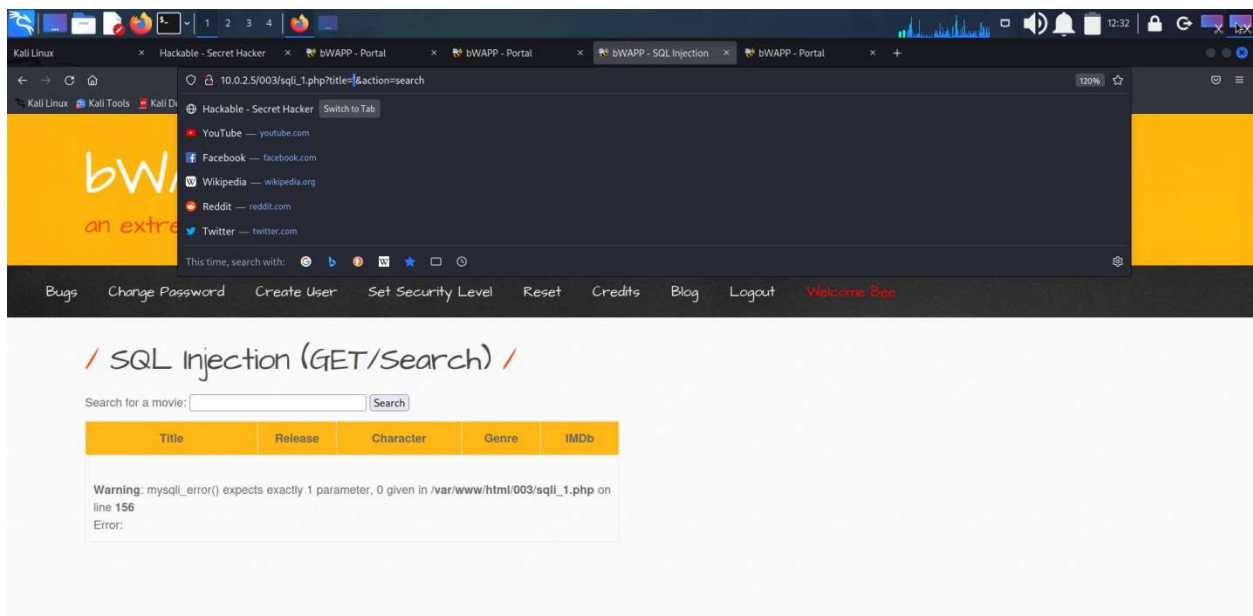 1 2 3 4
12:32
Kali Linux
Hackable - Secret Hacker
bWAPP - Portal
bWAPP - Portal
bWAPP - SQL Injection
bWAPP - Portal
10.0.2.5/003/sqli_1.php?title='&action=search
120%
Kali Linux Kali Tools
Hackable - Secret Hacker Switch to Tab
YouTube — youtube.com
Facebook — facebook.com
Wikipedia — wikipedia.org
Reddit — reddit.com
Twitter — twitter.com
This time, search with:
an
Bugs Change Password Create User Set Security Level Reset Credits Blog Logout Welcome Bee
/ SQL Injection (GET/Search) /
Search for a movie: Search
Title Release Character Genre IMDb
Warning: mysqli_error() expects exactly 1 parameter, 0 given in /var/www/html/003/sqli_1.php on
line 156
Error: